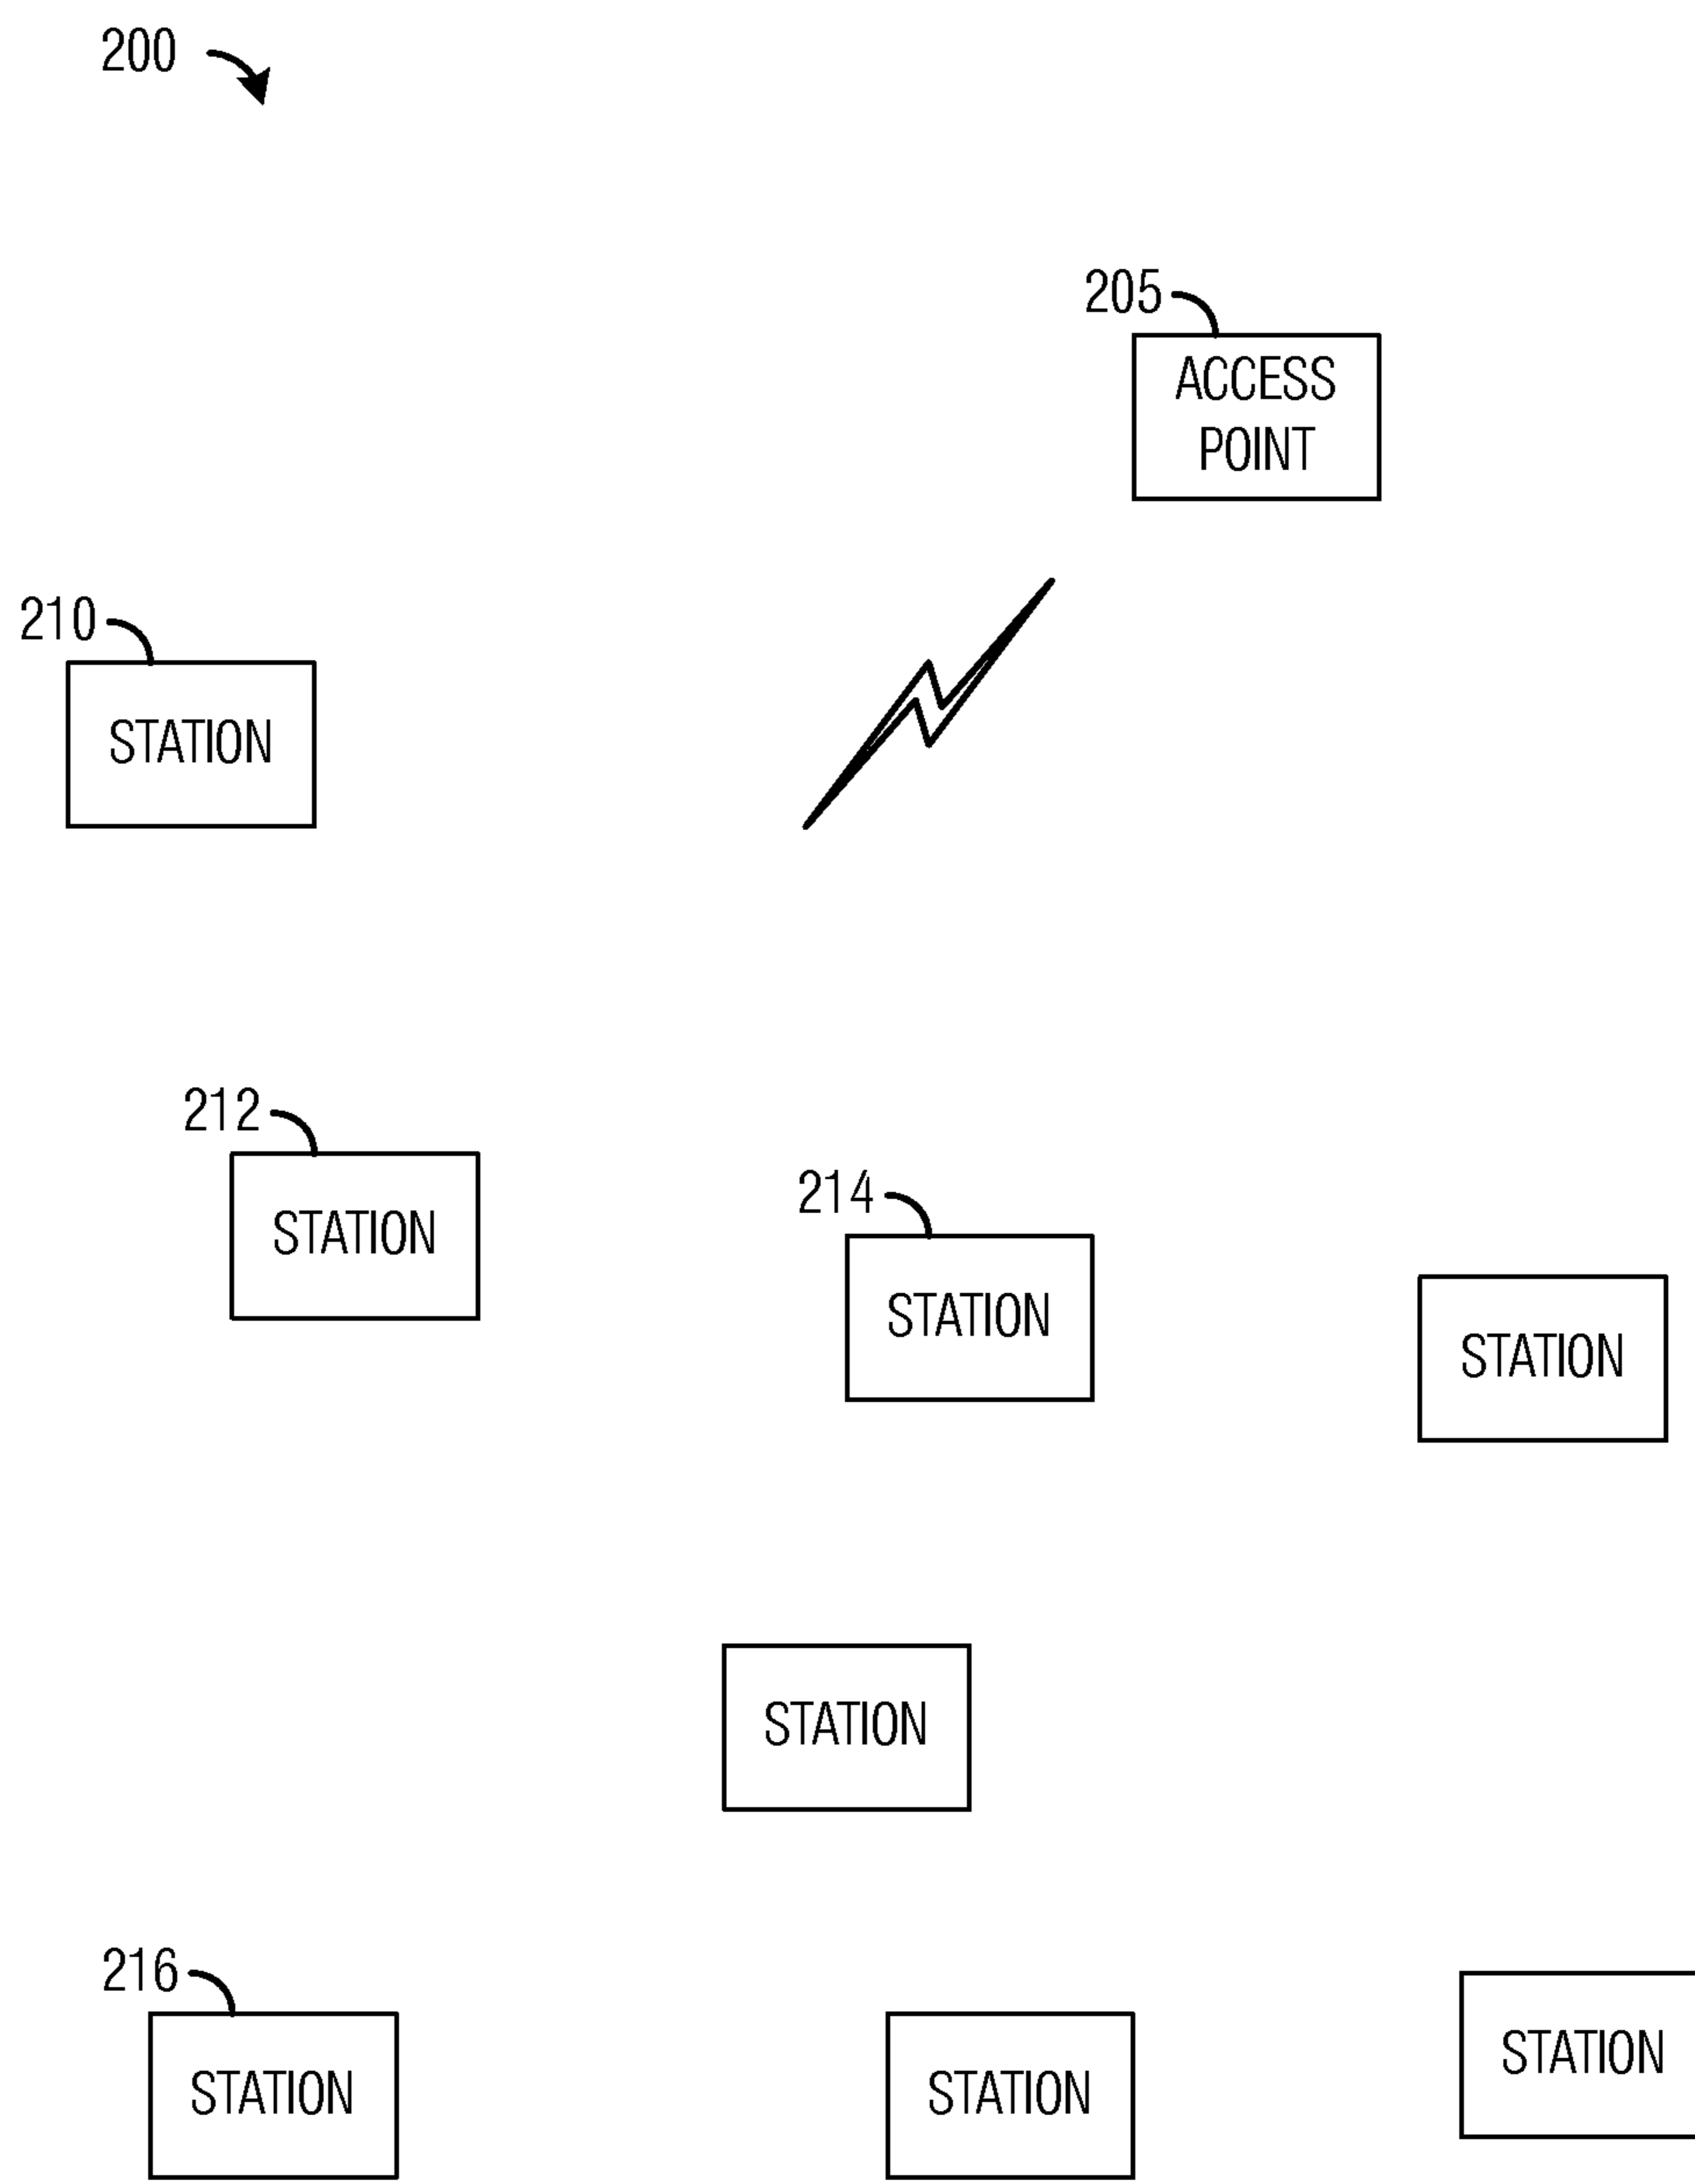 200
205
ACCESS
POINT
210
STATION
212
STATION
214
STATION
STATION
STATION
216
STATION
STATION
STATION